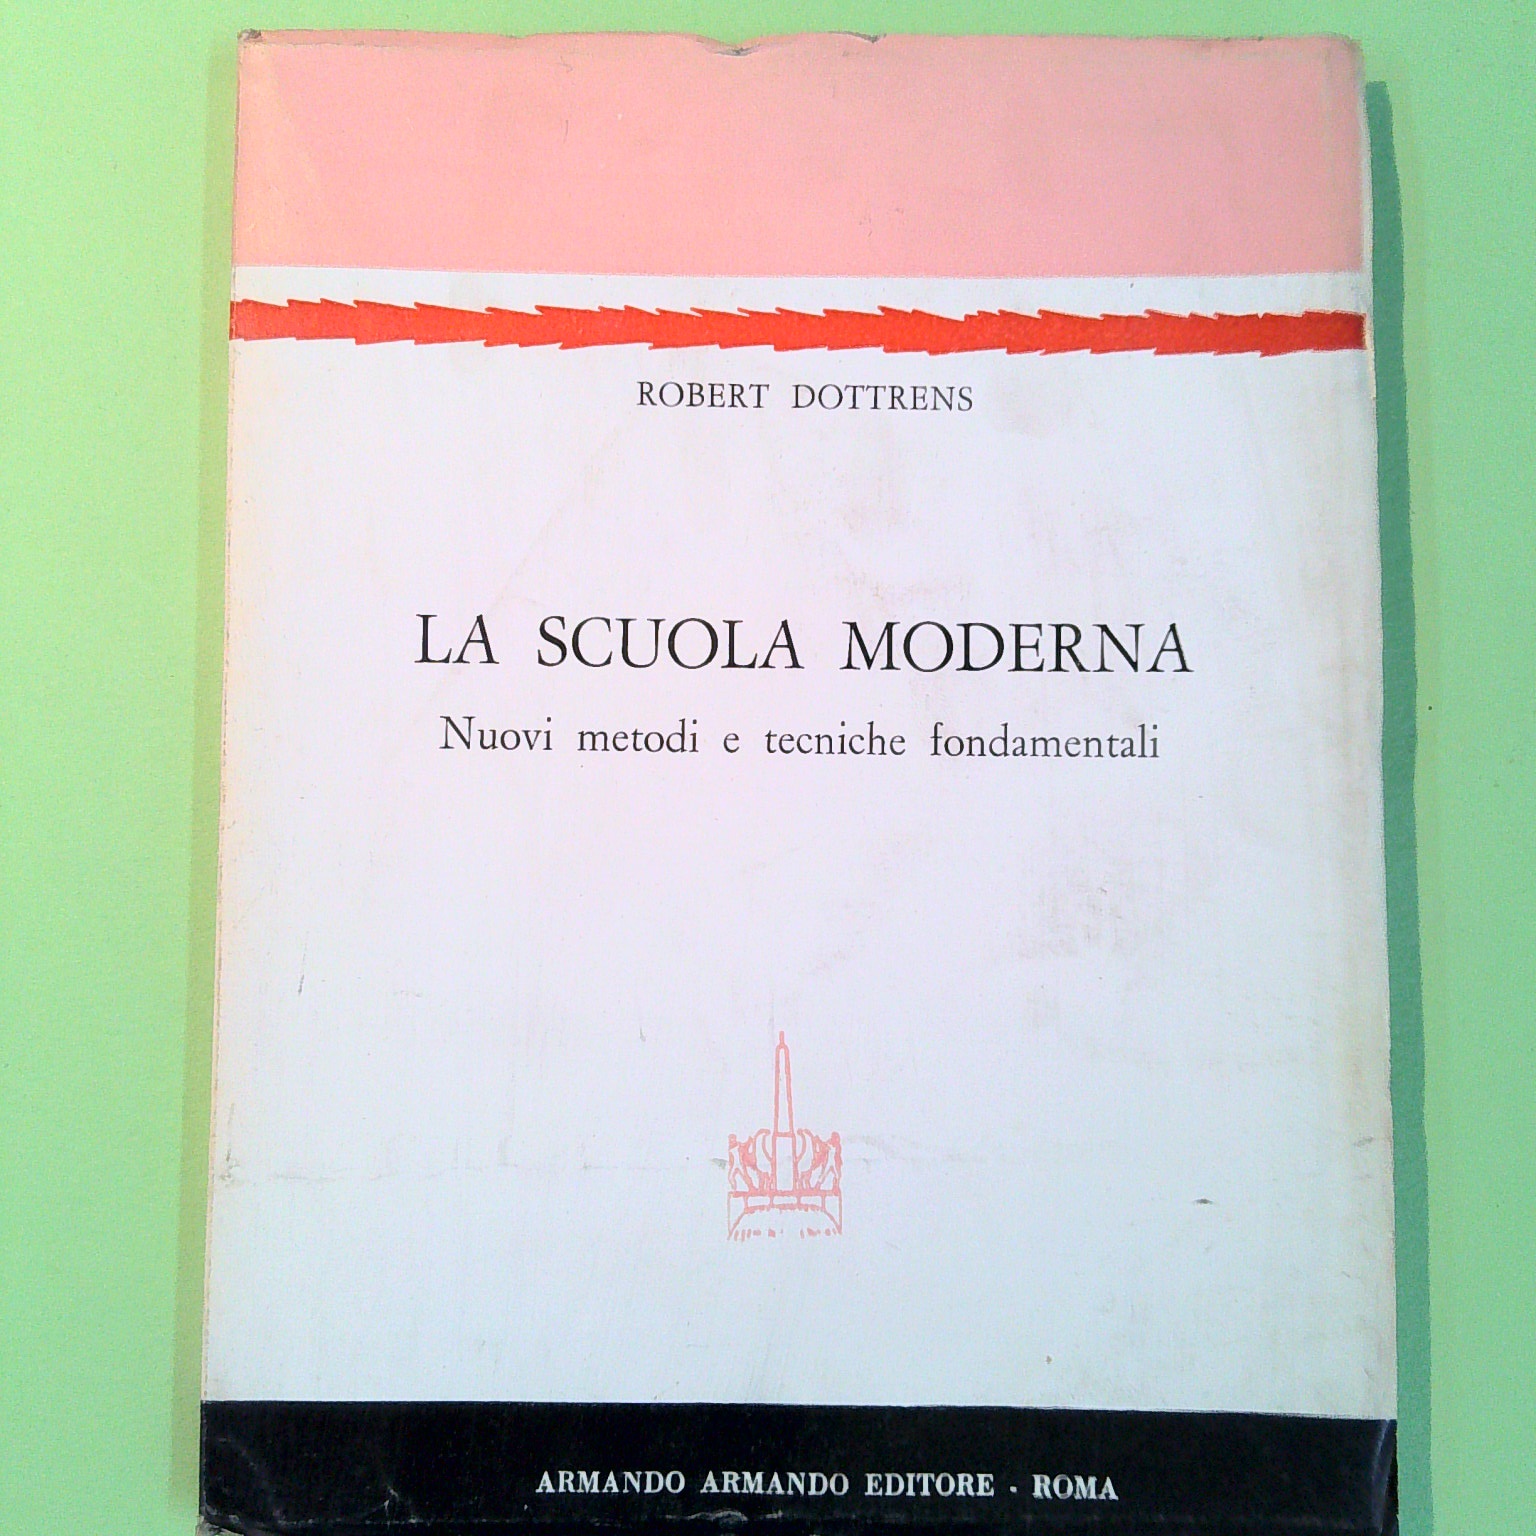 ROBERT DOTTRENS
LA SCUOLA MODERNA
Nuovi metodi e tecniche fondamentali
ARMANDO ARMANDO EDITORE - ROMA